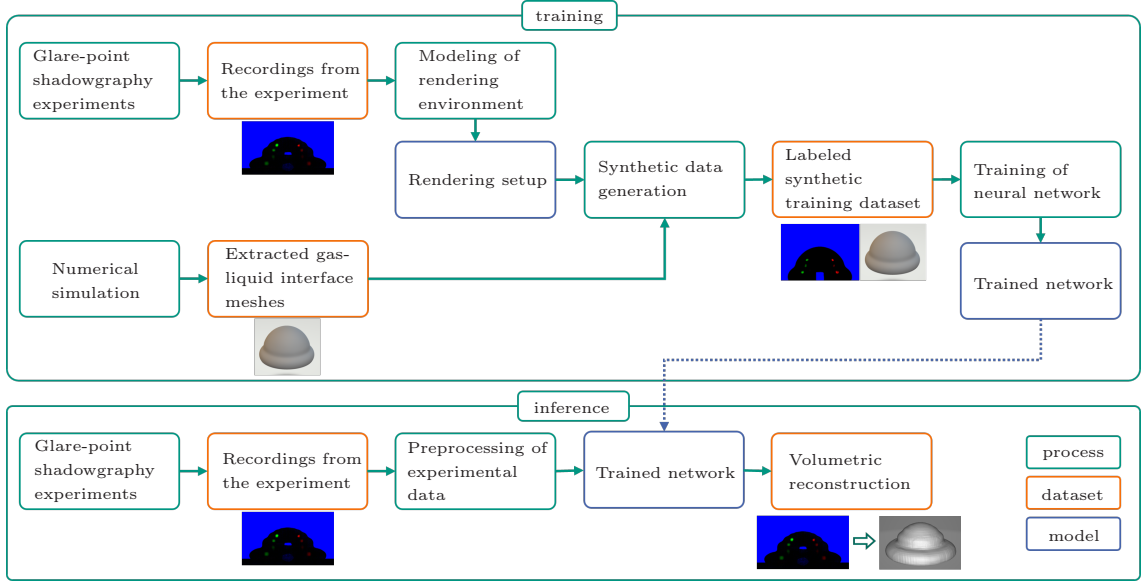 training
Glare-point
shadowgraphy
experiments
Recordings from
the experiment
Modeling of
rendering
environment
Rendering setup
Synthetic data
generation
Labeled
synthetic
training dataset
Training of
neural network
Numerical
simulation
Extracted gas-
liquid interface
meshes
Trained network
inference
Glare-point
shadowgraphy
experiments
Recordings from
the experiment
Preprocessing of
experimental
data
Trained network
Volumetric
reconstruction
process
dataset
model